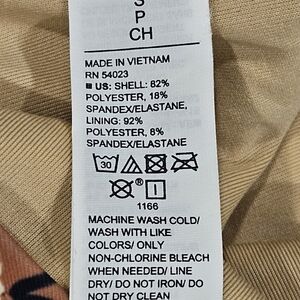 S
P
CH
MADE IN VIETNAM
RN 54023
US: SHELL: 82%
POLYESTER, 18%
SPANDEX/ELASTANE,
LINING: 92%
POLYESTER, 8%
SPANDEX/ELASTANE
30
®
1166
MACHINE WASH COLD/
WASH WITH LIKE
COLORS/ ONLY
NON-CHLORINE BLEACH
WHEN NEEDED/ LINE
DRY/ DO NOT IRON/ DO
NOT DRY CLEAN